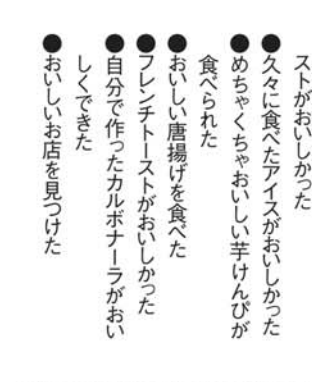 ストがおいしかった
●久々に食べたアイスがおいしかった
●めちゃくちゃおいしい芋けんぴが
食べられた
●おいしい唐揚げを食べた
●フレンチトーストがおいしかった
●自分で作ったカルボナーラがおい
しくできた
●おいしいお店を見つけた